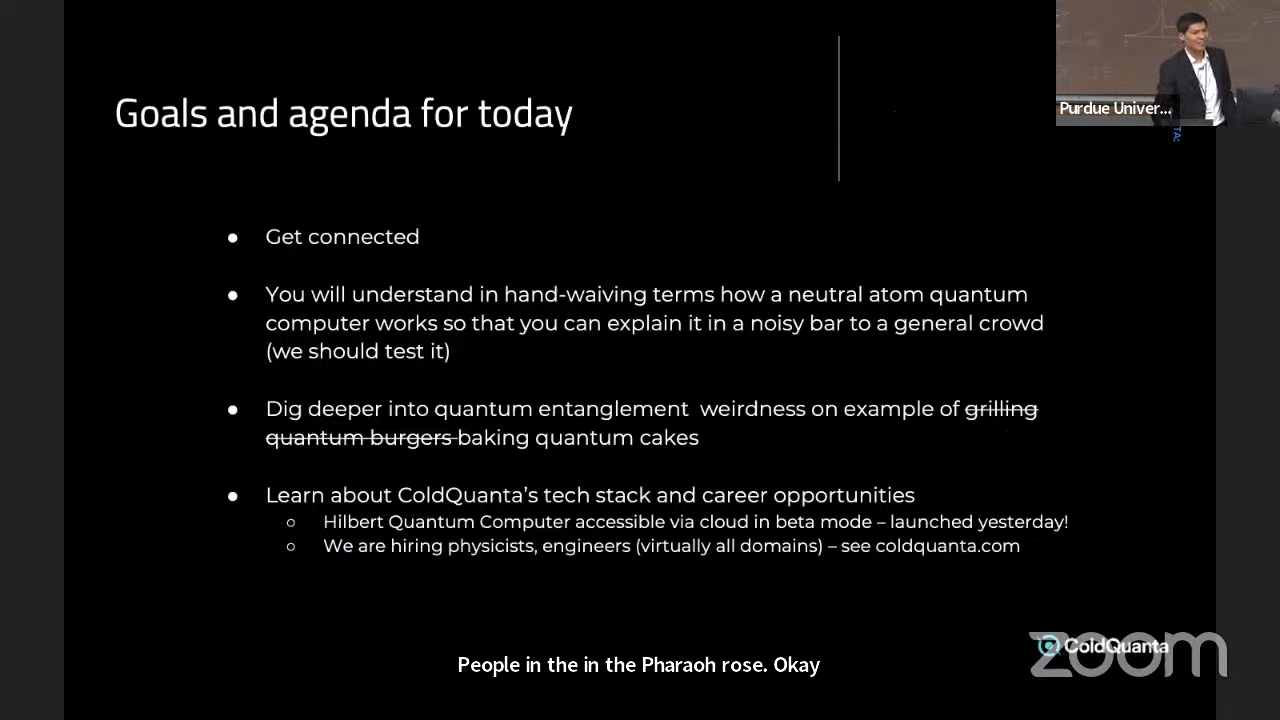 Goals and agenda for today
Purdue Univer...
TA:
● Get connected
● You will understand in hand-waiving terms how a neutral atom quantum
computer works so that you can explain it in a noisy bar to a general crowd
(we should test it)
● Dig deeper into quantum entanglement weirdness on example of grilling
quantum burgers baking quantum cakes
● Learn about ColdQuanta’s tech stack and career opportunities
○ Hilbert Quantum Computer accessible via cloud in beta mode – launched yesterday!
○ We are hiring physicists, engineers (virtually all domains) – see coldquanta.com
ColdQuanta
zoom
People in the in the Pharaoh rose. Okay